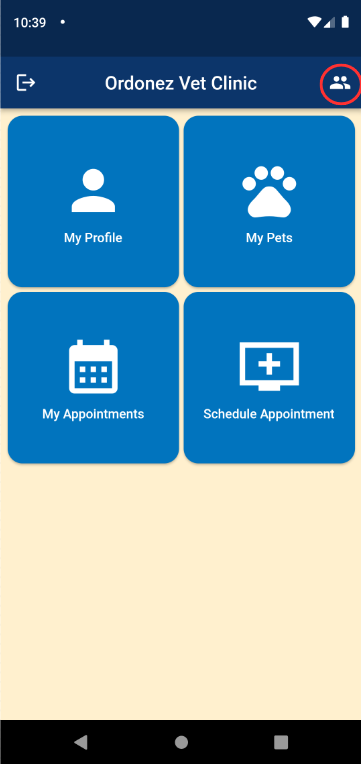 10:39
Ordonez Vet Clinic
My Profile
My Pets
My Appointments
Schedule Appointment